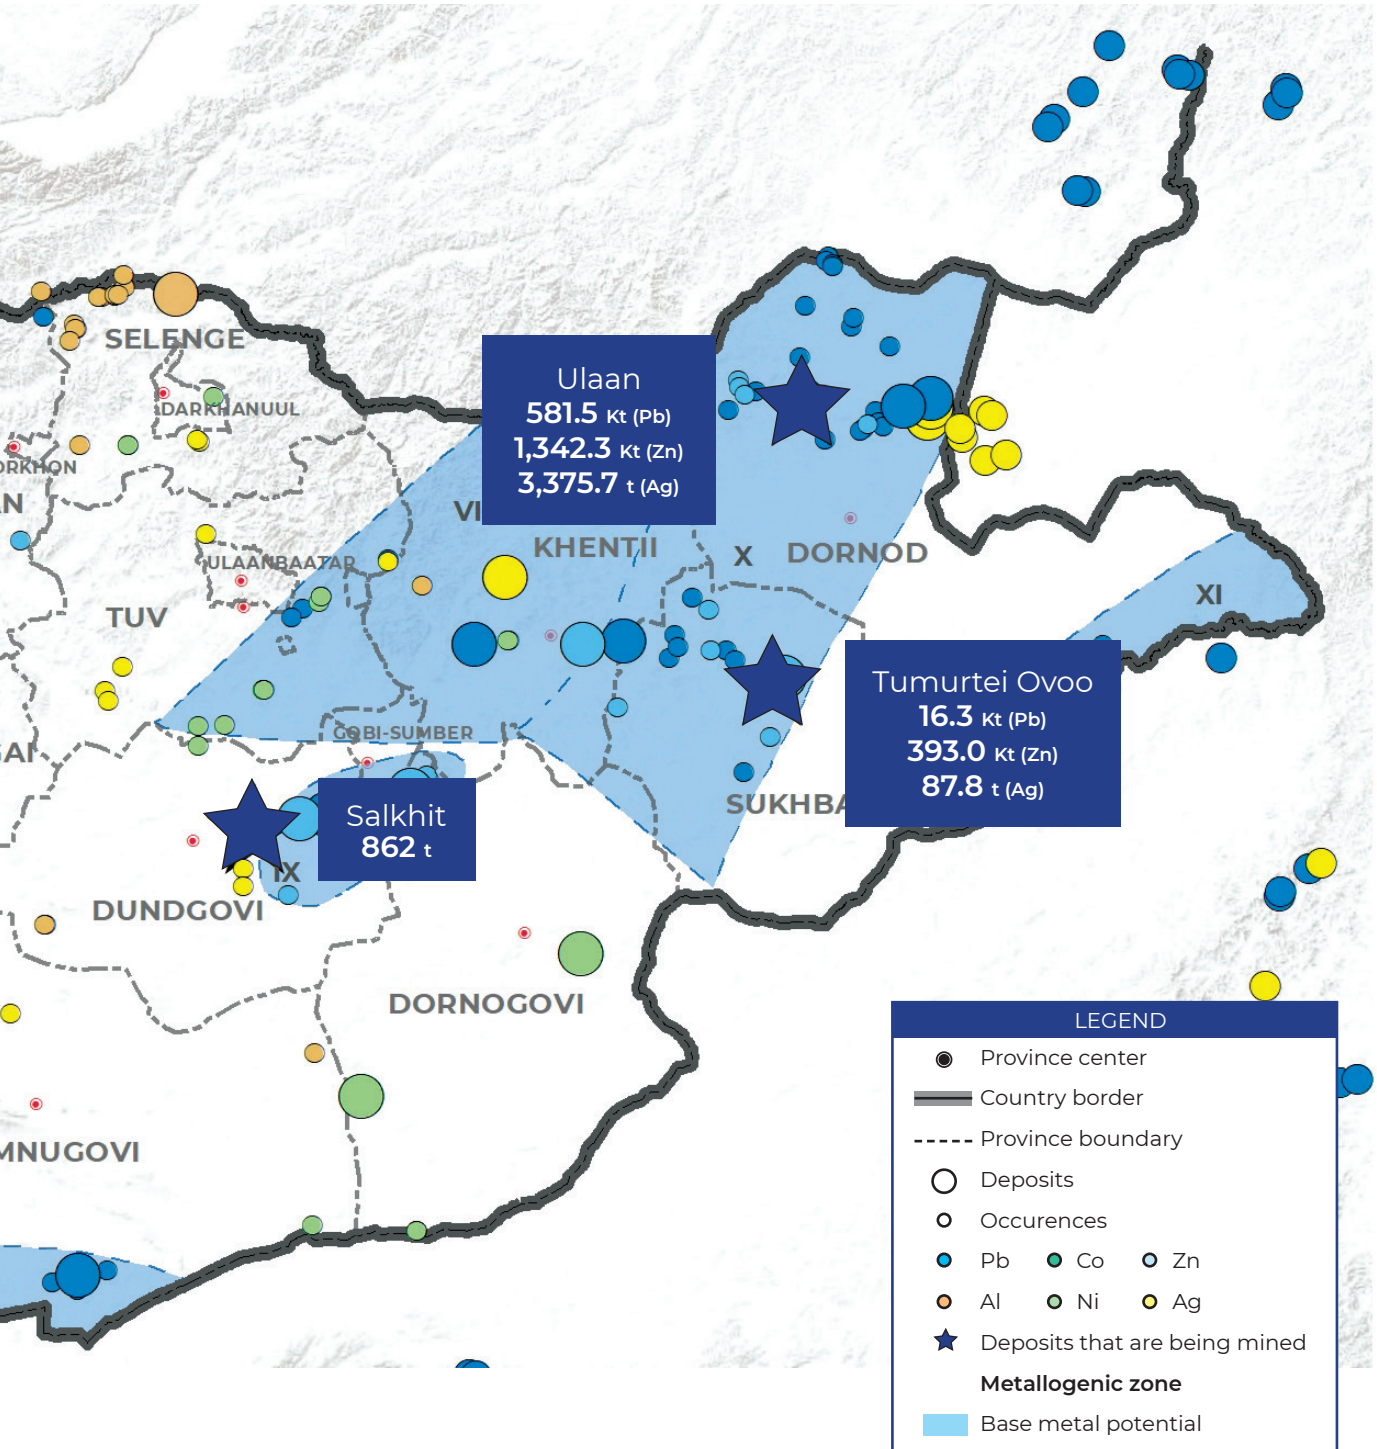 SELENGE
DARKHANUUL
ORKHON
AN
ULAANBAATAR
TUV
GAI
Ulaan
581.5 Kt (Pb)
1,342.3 Kt (Zn)
3,375.7 t (Ag)
VI
KHENTII
X
DORNOD
XI
GOBI-SUMBER
Tumurtei Ovoo
16.3 Kt (Pb)
393.0 Kt (Zn)
87.8 t (Ag)
SUKHBA
Salkhit
862 t
IX
DUNDGOVI
DORNOGOVI
MNUGOVI
LEGEND
Province center
Country border
Province boundary
Deposits
Occurences
Pb Co Zn
Al Ni Ag
Deposits that are being mined
Metallogenic zone
Base metal potential